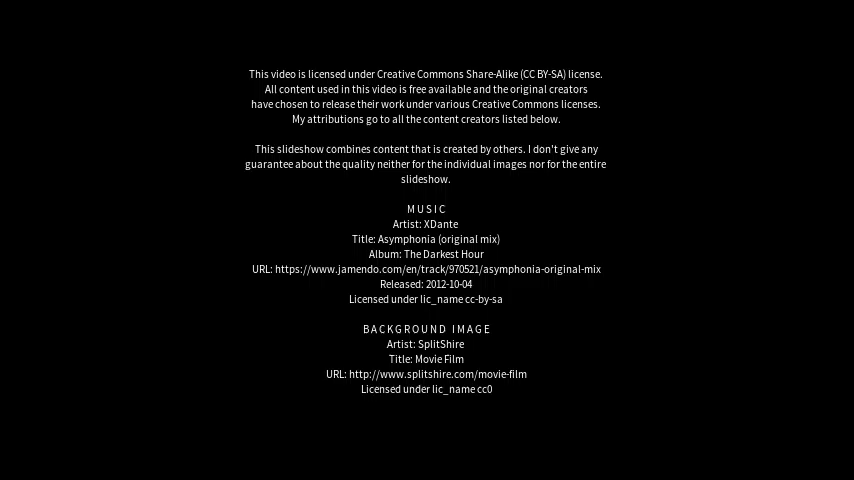 This video is licensed under Creative Commons Share-Alike (CC BY-SA) license.
All content used in this video is free available and the original creators
have chosen to release their work under various Creative Commons licenses.
My attributions go to all the content creators listed below.
This slideshow combines content that is created by others. I don't give any
guarantee about the quality neither for the individual images nor for the entire
slideshow.
MUSIC
Artist: XDante
Title: Asymphonia (original mix)
Album: The Darkest Hour
URL: https://www.jamendo.com/en/track/970521/asymphonia-original-mix
Released: 2012-10-04
Licensed under lic_name cc-by-sa
BACKGROUND IMAGE
Artist: SplitShire
Title: Movie Film
URL: http://www.splitshire.com/movie-film
Licensed under lic_name cc0